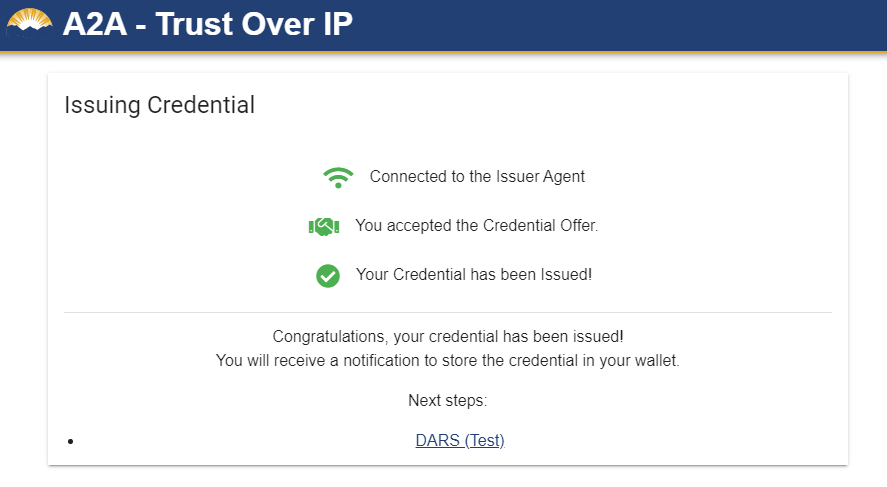 A2A - Trust Over IP
Issuing Credential
Connected to the Issuer Agent
You accepted the Credential Offer.
Your Credential has been Issued!
Congratulations, your credential has been issued!
You will receive a notification to store the credential in your wallet.
Next steps:
DARS (Test)